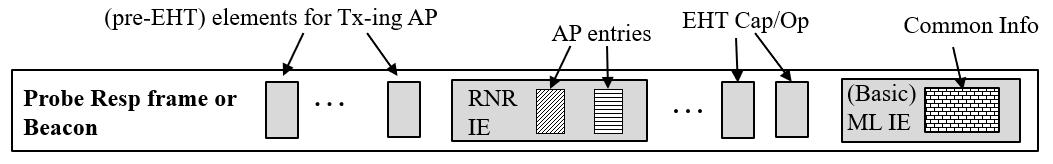 (pre-EHT) elements for Tx-ing AP
AP entries
EHT Cap/Op
Common Info
Probe Resp frame or
Beacon
...
RNR
IE
...
(Basic)
ML IE